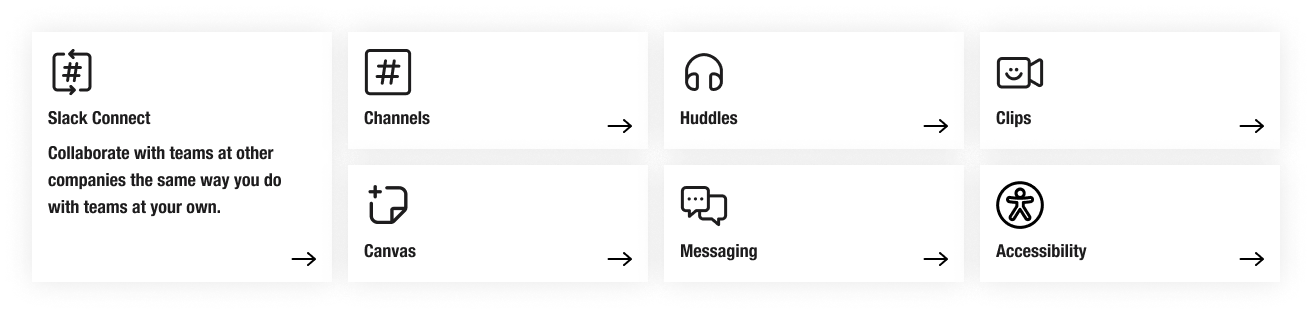 Slack Connect
Collaborate with teams at other
companies the same way you do
with teams at your own.
Channels
Huddles
Clips
Canvas
Messaging
Accessibility